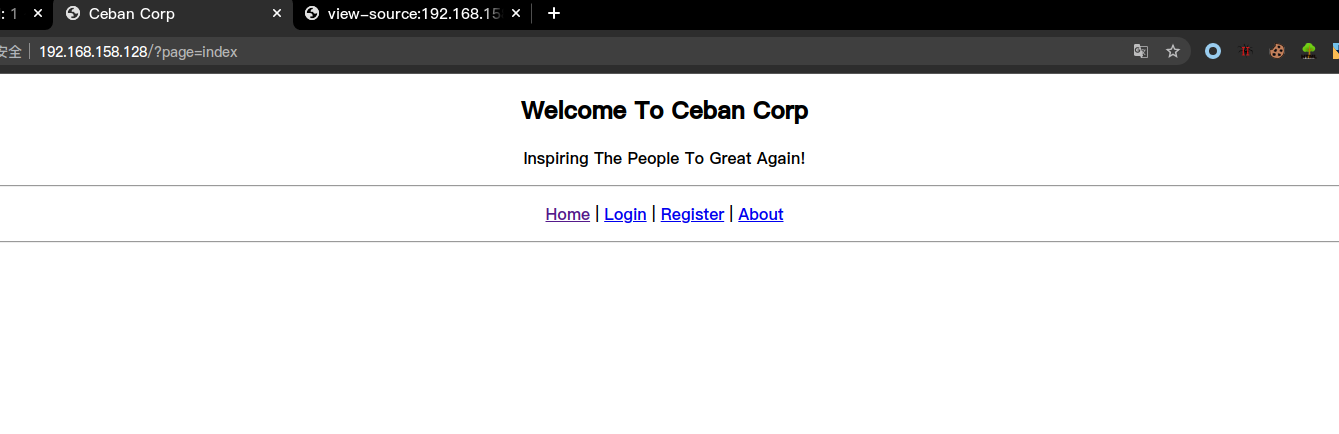 : 1 × Ceban Corp × view-source:192.168.15 × +
安全 192.168.158.128/?page=index
Welcome To Ceban Corp
Inspiring The People To Great Again!
Home | Login | Register | About